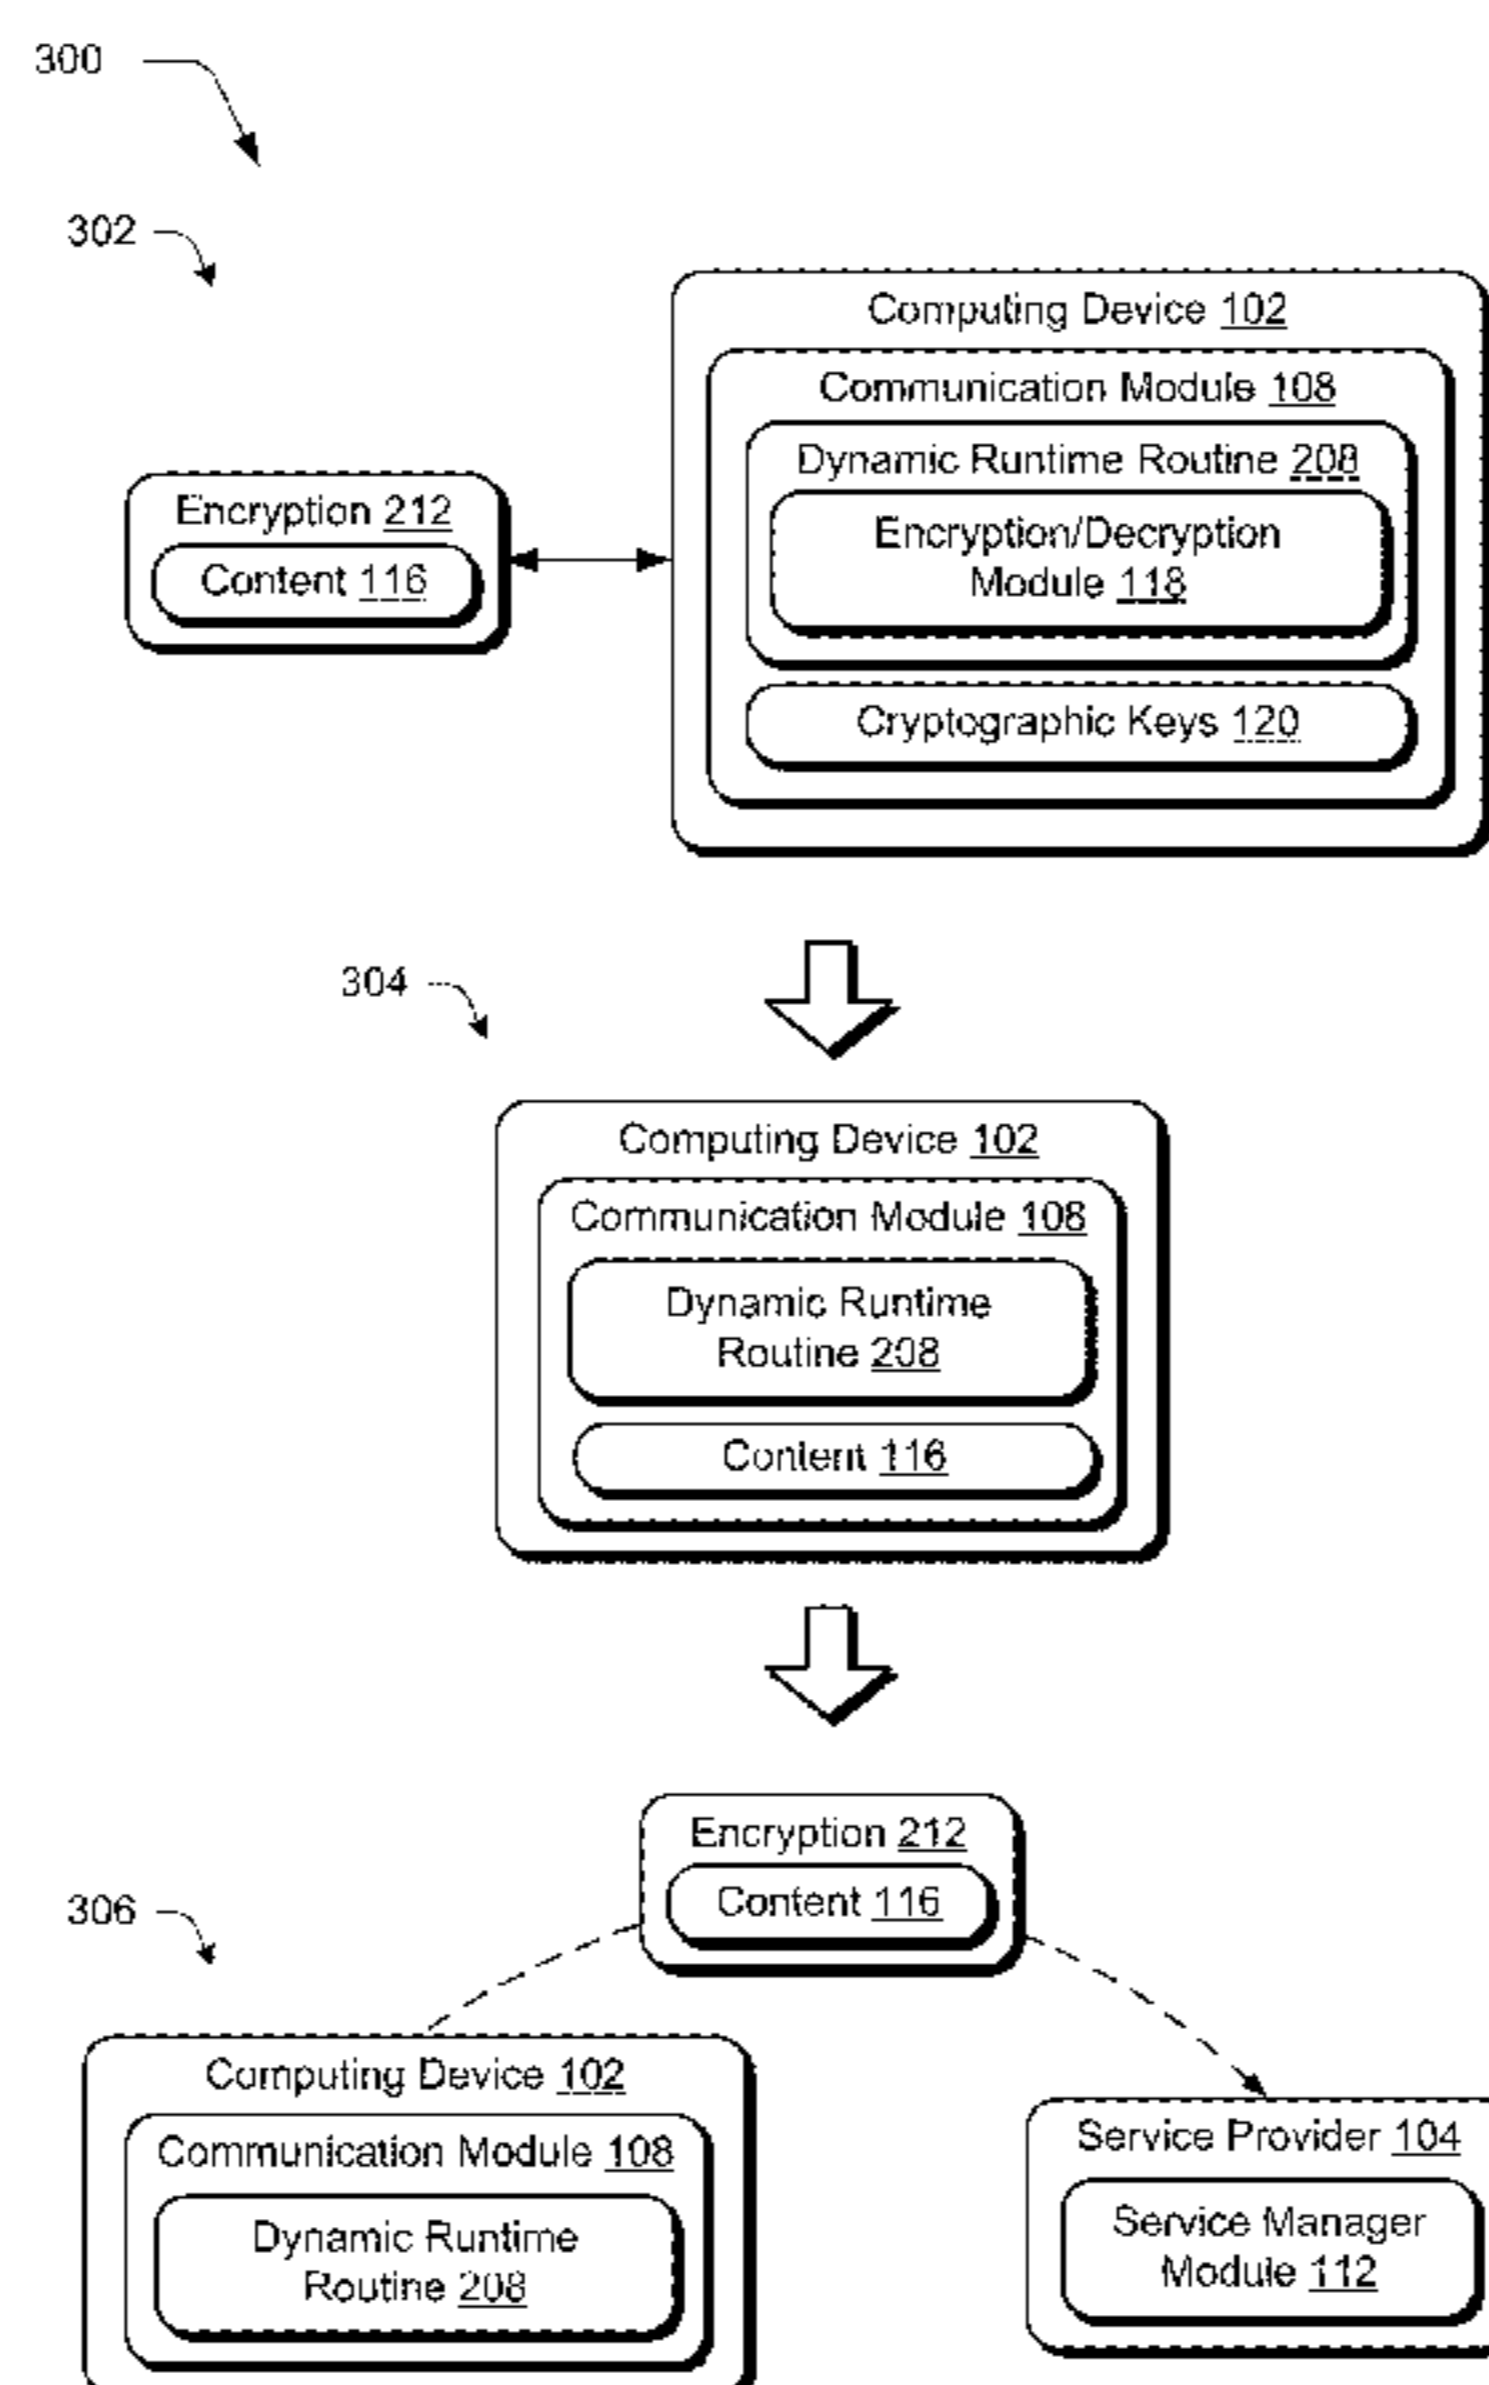 300
302
Computing Device 102
Communication Module 108
Dynamic Runtime Routine 208
Encryption/Decryption
Module 118
Cryptographic Keys 120
Encryption 212
Content 116
304
Computing Device 102
Communication Module 108
Dynamic Runtime
Routine 208
Content 116
306
Encryption 212
Content 116
Computing Device 102
Communication Module 108
Dynamic Runtime
Routine 208
Service Provider 104
Service Manager
Module 112